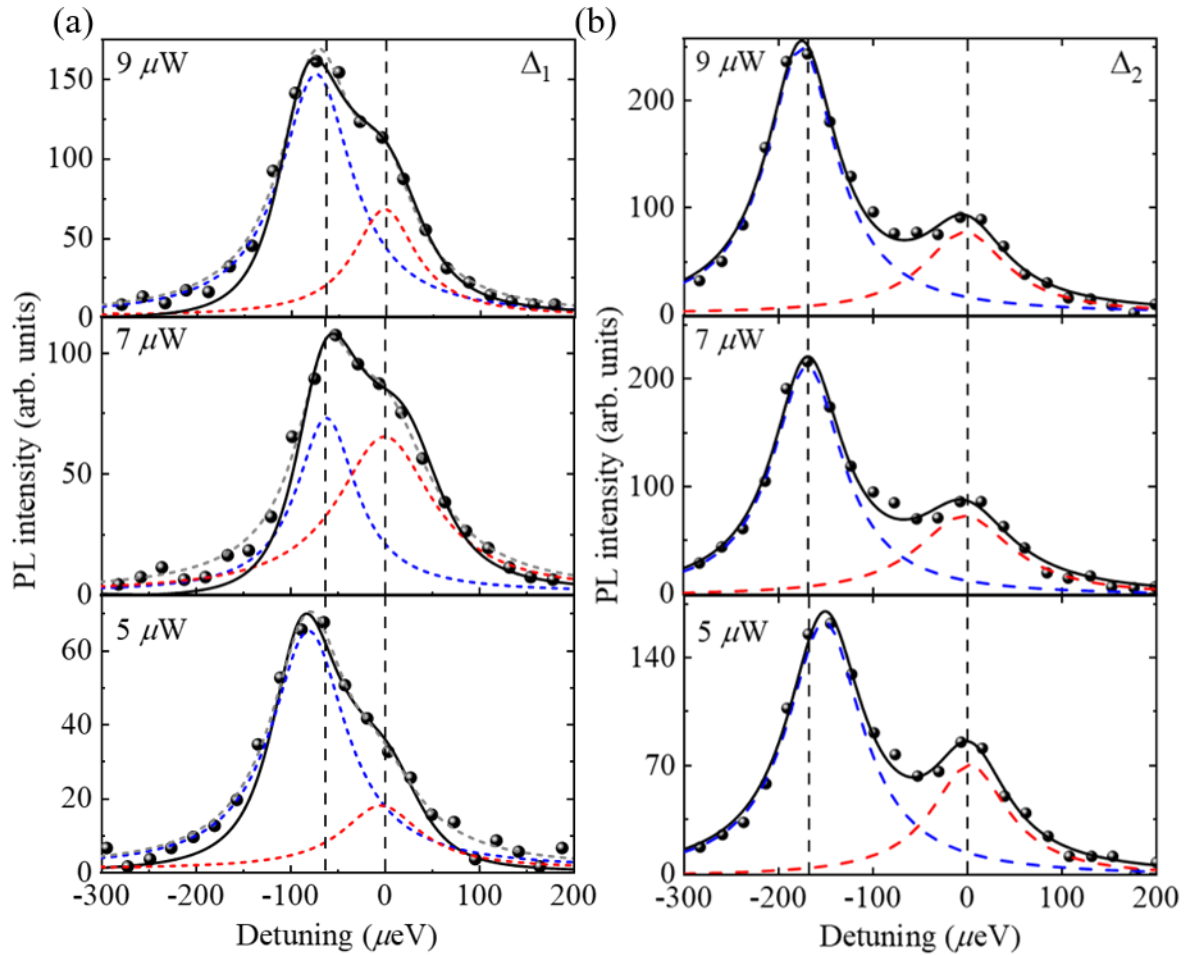 (a)
9 μW
Δ1
150
100
50
0
7 μW
100
50
0
5 μW
60
40
20
0
PL intensity (arb. units)
-300 -200 -100 0 100 200
Detuning (μeV)
(b)
9 μW
Δ2
200
100
0
7 μW
200
100
0
5 μW
140
70
0
PL intensity (arb. units)
-300 -200 -100 0 100 200
Detuning (μeV)